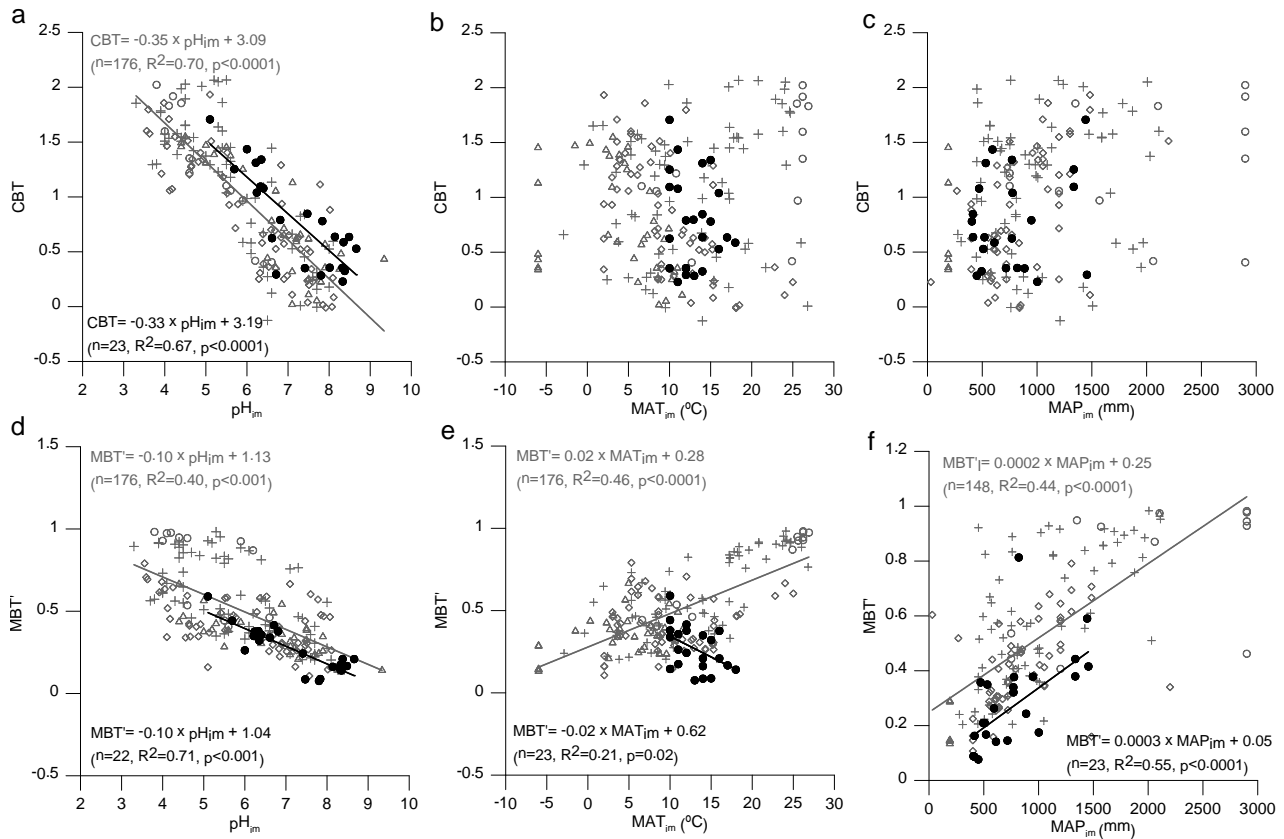 a
CBT= -0.35 x pHim + 3.09
(n=176, R2=0.70, p<0.0001)
CBT= -0.33 x pHim + 3.19
(n=23, R2=0.67, p<0.0001)
CBT
2.5
2
1.5
1
0.5
0
-0.5
2 3 4 5 6 7 8 9 10
pHim
b
CBT
2.5
2
1.5
1
0.5
0
-0.5
-10 -5 0 5 10 15 20 25 30
MATim (ºC)
c
CBT
2.5
2
1.5
1
0.5
0
-0.5
0 500 1000 1500 2000 2500 3000
MAPim (mm)
d
MBT'= -0.10 x pHim + 1.13
(n=176, R2=0.40, p<0.001)
MBT'= -0.10 x pHim + 1.04
(n=22, R2=0.71, p<0.001)
MBT'
1.5
1
0.5
0
-0.5
2 3 4 5 6 7 8 9 10
pHim
e
MBT'= 0.02 x MATim + 0.28
(n=176, R2=0.46, p<0.0001)
MBT'= -0.02 x MATim + 0.62
(n=23, R2=0.21, p=0.02)
MBT'
1.5
1
0.5
0
-0.5
-10 -5 0 5 10 15 20 25 30
MATim (ºC)
f
MBT'= 0.0002 x MAPim + 0.25
(n=148, R2=0.44, p<0.0001)
MBT'= 0.0003 x MAPim + 0.05
(n=23, R2=0.55, p<0.0001)
MBT'
1.2
1
0.8
0.6
0.4
0.2
0
0 500 1000 1500 2000 2500 3000
MAPim (mm)